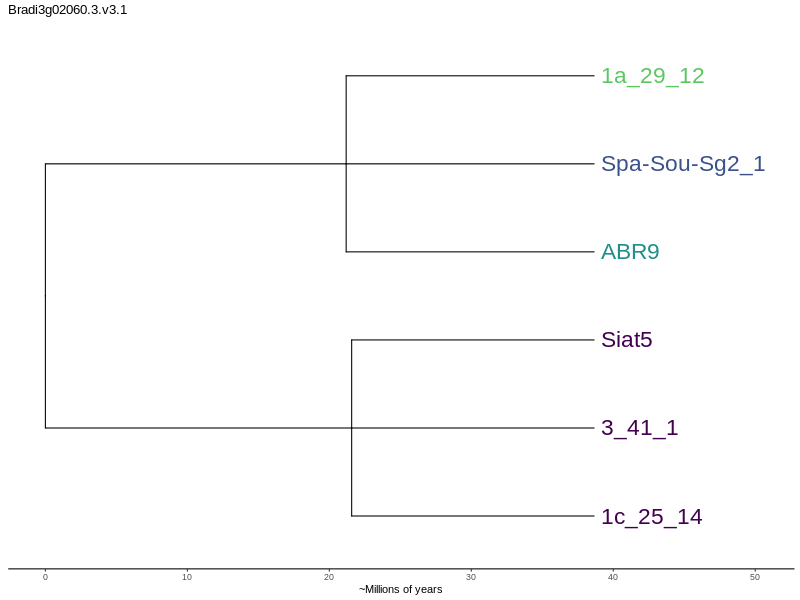 Bradi3g02060.3.v3.1
1a_29_12
Spa-Sou-Sg2_1
ABR9
Siat5
3_41_1
1c_25_14
0 10 20 30 40 50
~Millions of years